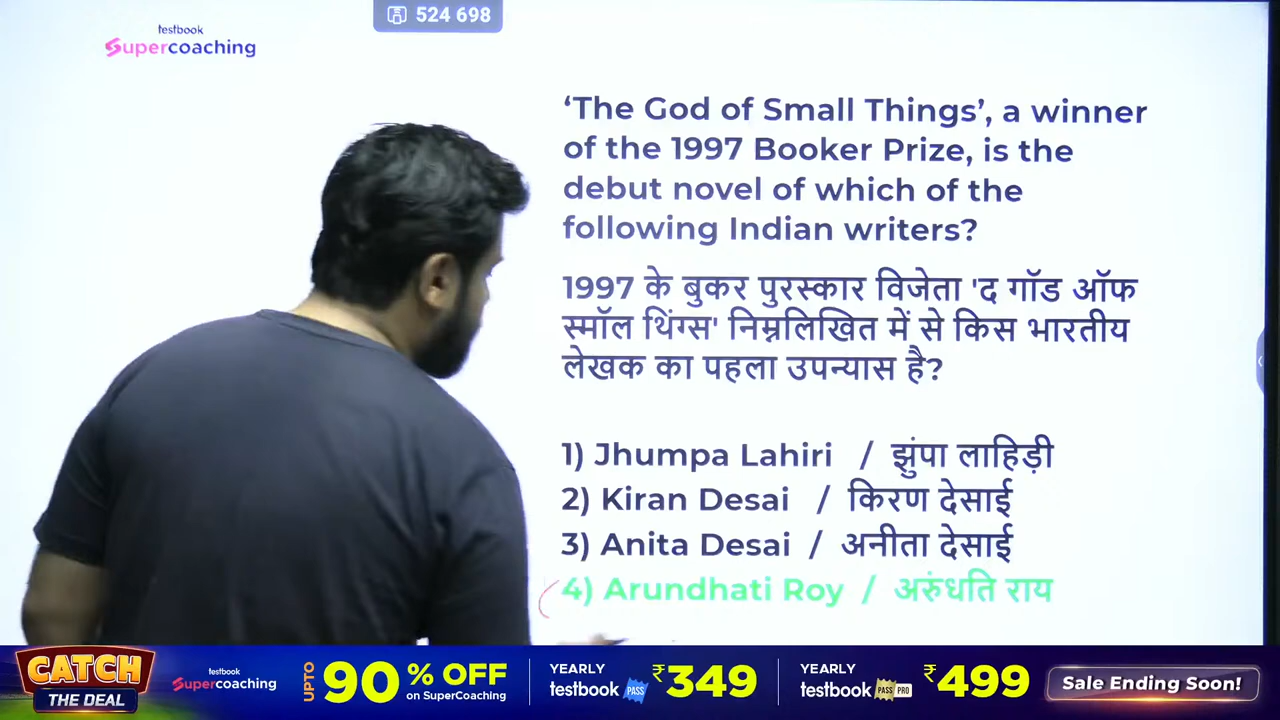 testbook
Supercoaching
524 698
‘The God of Small Things’, a winner
of the 1997 Booker Prize, is the
debut novel of which of the
following Indian writers?
1997 के बुकर पुरस्कार विजेता 'द गॉड ऑफ
स्मॉल थिंग्स' निम्नलिखित में से किस भारतीय
लेखक का पहला उपन्यास है?
1) Jhumpa Lahiri / झुंपा लाहिड़ी
2) Kiran Desai / किरण देसाई
3) Anita Desai / अनीता देसाई
4) Arundhati Roy / अरुंधति राय
CATCH
THE DEAL
testbook
Supercoaching
UPTO
90% OFF
on SuperCoaching
YEARLY
testbook PASS
₹349
YEARLY
testbook PASS PRO
₹499
Sale Ending Soon!